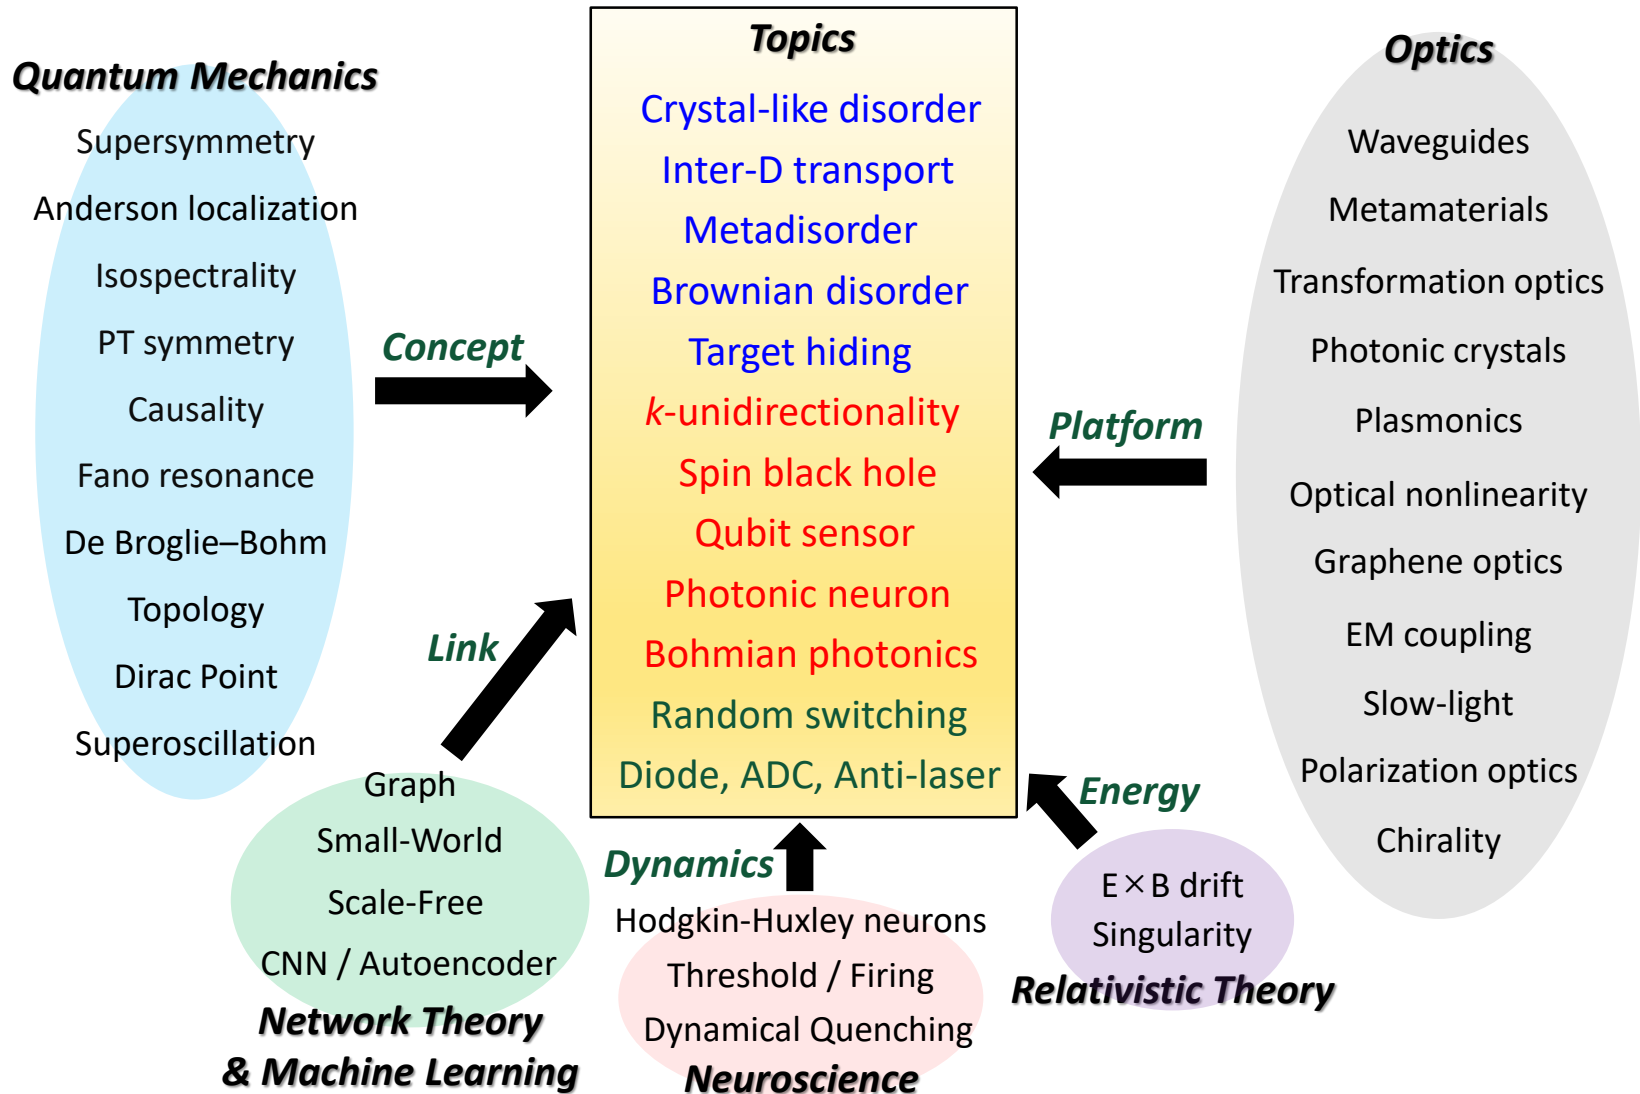 Quantum Mechanics
Supersymmetry
Anderson localization
Isospectrality
PT symmetry
Causality
Fano resonance
De Broglie–Bohm
Topology
Dirac Point
Superoscillation
Concept
Link
Graph
Small-World
Scale-Free
CNN / Autoencoder
Network Theory
& Machine Learning
Topics
Crystal-like disorder
Inter-D transport
Metadisorder
Brownian disorder
Target hiding
k-unidirectionality
Spin black hole
Qubit sensor
Photonic neuron
Bohmian photonics
Random switching
Diode, ADC, Anti-laser
Dynamics
Hodgkin-Huxley neurons
Threshold / Firing
Dynamical Quenching
Neuroscience
Platform
Energy
E×B drift
Singularity
Relativistic Theory
Optics
Waveguides
Metamaterials
Transformation optics
Photonic crystals
Plasmonics
Optical nonlinearity
Graphene optics
EM coupling
Slow-light
Polarization optics
Chirality